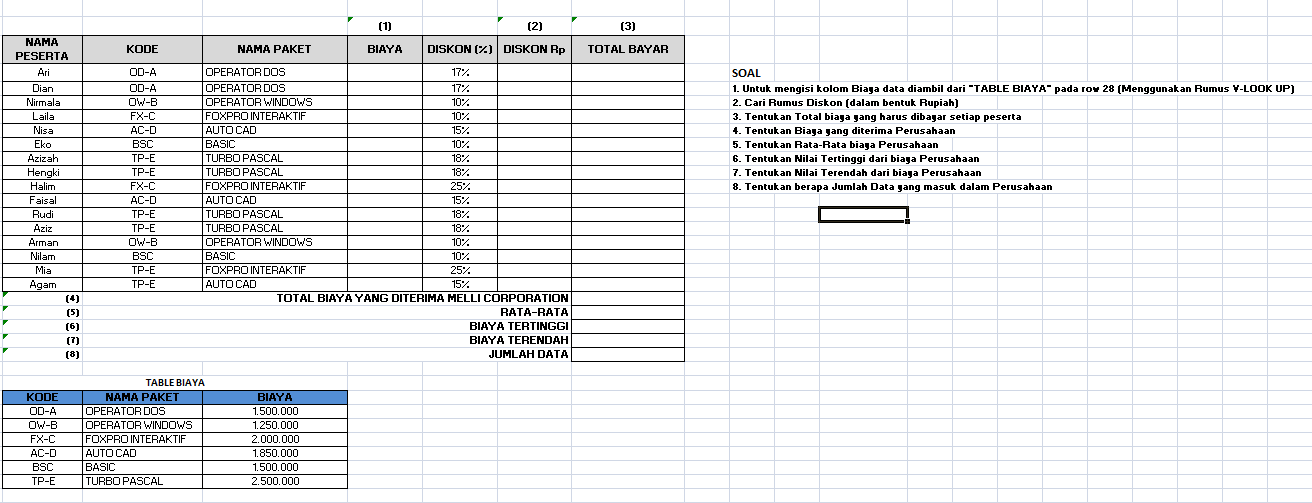 (1) (2) (3)
NAMA PESERTA KODE NAMA PAKET BIAYA DISKON (%) DISKON Rp TOTAL BAYAR
Ari OD-A OPERATOR DOS 17%
Dian OD-A OPERATOR DOS 17%
Nirmala OW-B OPERATOR WINDOWS 10%
Laila FX-C FOXPRO INTERAKTIF 10%
Nisa AC-D AUTO CAD 15%
Eko BSC BASIC 10%
Azizah TP-E TURBO PASCAL 18%
Hengki TP-E TURBO PASCAL 18%
Halim FX-C FOXPRO INTERAKTIF 25%
Faisal AC-D AUTO CAD 15%
Rudi TP-E TURBO PASCAL 18%
Aziz TP-E TURBO PASCAL 18%
Arman OW-B OPERATOR WINDOWS 10%
Nilam BSC BASIC 10%
Mia TP-E FOXPRO INTERAKTIF 25%
Agam TP-E AUTO CAD 15%
(4) TOTAL BIAYA YANG DITERIMA MELLI CORPORATION
(5) RATA-RATA
(6) BIAYA TERTINGGI
(7) BIAYA TERENDAH
(8) JUMLAH DATA
TABLE BIAYA
KODE NAMA PAKET BIAYA
OD-A OPERATOR DOS 1.500.000
OW-B OPERATOR WINDOWS 1.250.000
FX-C FOXPRO INTERAKTIF 2.000.000
AC-D AUTO CAD 1.850.000
BSC BASIC 1.500.000
TP-E TURBO PASCAL 2.500.000
SOAL
1. Untuk mengisi kolom Biaya data diambil dari "TABLE BIAYA" pada row 28 (Menggunakan Rumus V-LOOK UP)
2. Cari Rumus Diskon (dalam bentuk Rupiah)
3. Tentukan Total biaya yang harus dibayar setiap peserta
4. Tentukan Biaya yang diterima Perusahaan
5. Tentukan Rata-Rata biaya Perusahaan
6. Tentukan Nilai Tertinggi dari biaya Perusahaan
7. Tentukan Nilai Terendah dari biaya Perusahaan
8. Tentukan berapa Jumlah Data yang masuk dalam Perusahaan